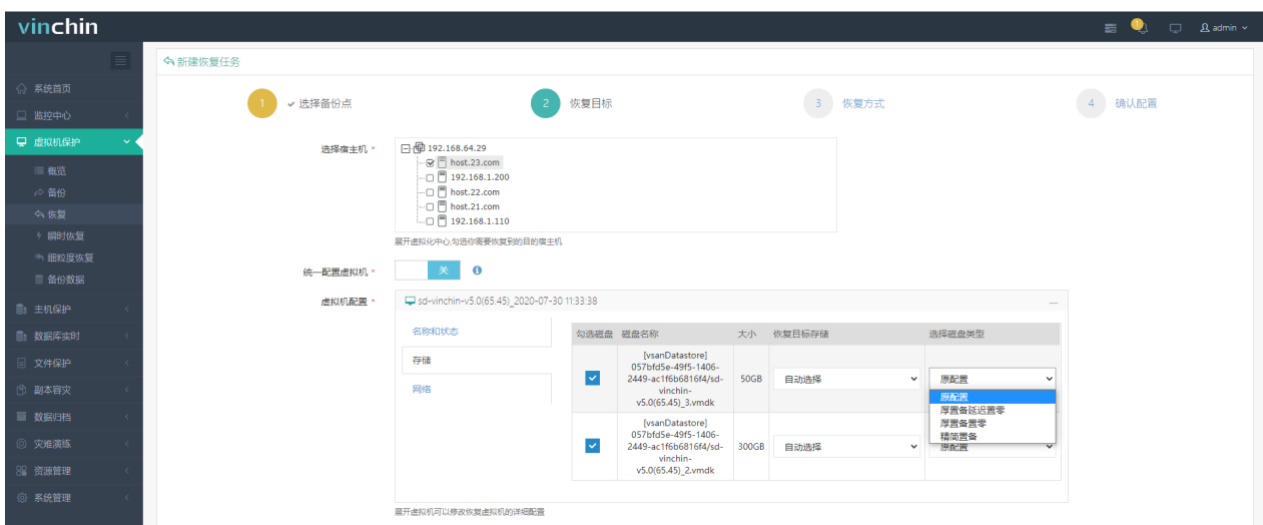 vinchin
1
admin
新建恢复任务
1 选择备份点
2 恢复目标
3 恢复方式
4 确认配置
系统首页
监控中心
虚拟机保护
概览
备份
恢复
瞬时恢复
细粒度恢复
备份数据
主机保护
数据库实时
文件保护
副本容灾
数据归档
灾难演练
资源管理
系统管理
选择宿主机 *
192.168.64.29
host.23.com
192.168.1.200
host.22.com
host.21.com
192.168.1.110
展开虚拟化中心,勾选你需要恢复到的目的宿主机
统一配置虚拟机 * 关
虚拟机配置 *
sd-vinchin-v5.0(65.45)_2020-07-30 11:33:38
名称和状态
存储
网络
勾选磁盘 磁盘名称 大小 恢复目标存储 选择磁盘类型
[vsanDatastore]
057bfd5e-49f5-1406-
2449-ac1f6b6816f4/sd-
vinchin-
v5.0(65.45)_3.vmdk
50GB 自动选择 原配置
原配置
厚置备延迟置零
厚置备置零
精简置备
[vsanDatastore]
057bfd5e-49f5-1406-
2449-ac1f6b6816f4/sd-
vinchin-
v5.0(65.45)_2.vmdk
300GB 自动选择 原配置
展开虚拟机可以修改恢复虚拟机的详细配置